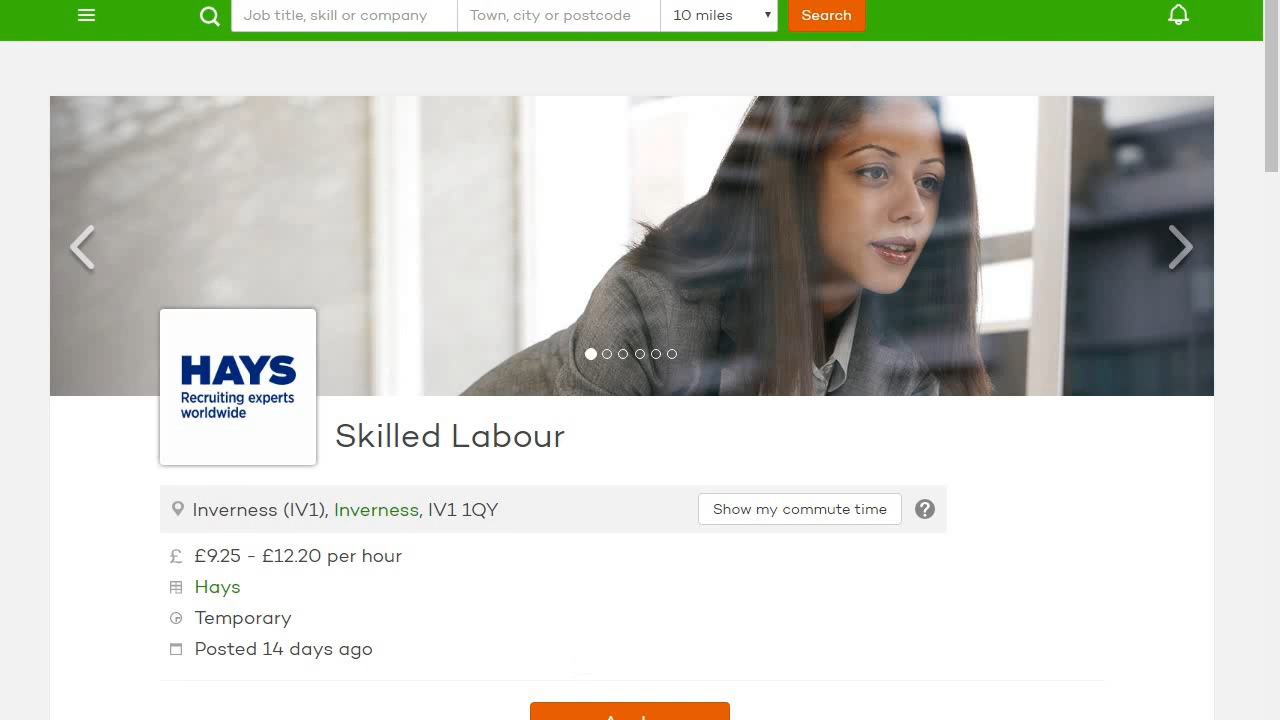 Job title, skill or company
Town, city or postcode
10 miles
Search
HAYS
Recruiting experts
worldwide
Skilled Labour
Inverness (IV1), Inverness, IV1 1QY
Show my commute time
?
£9.25 - £12.20 per hour
Hays
Temporary
Posted 14 days ago